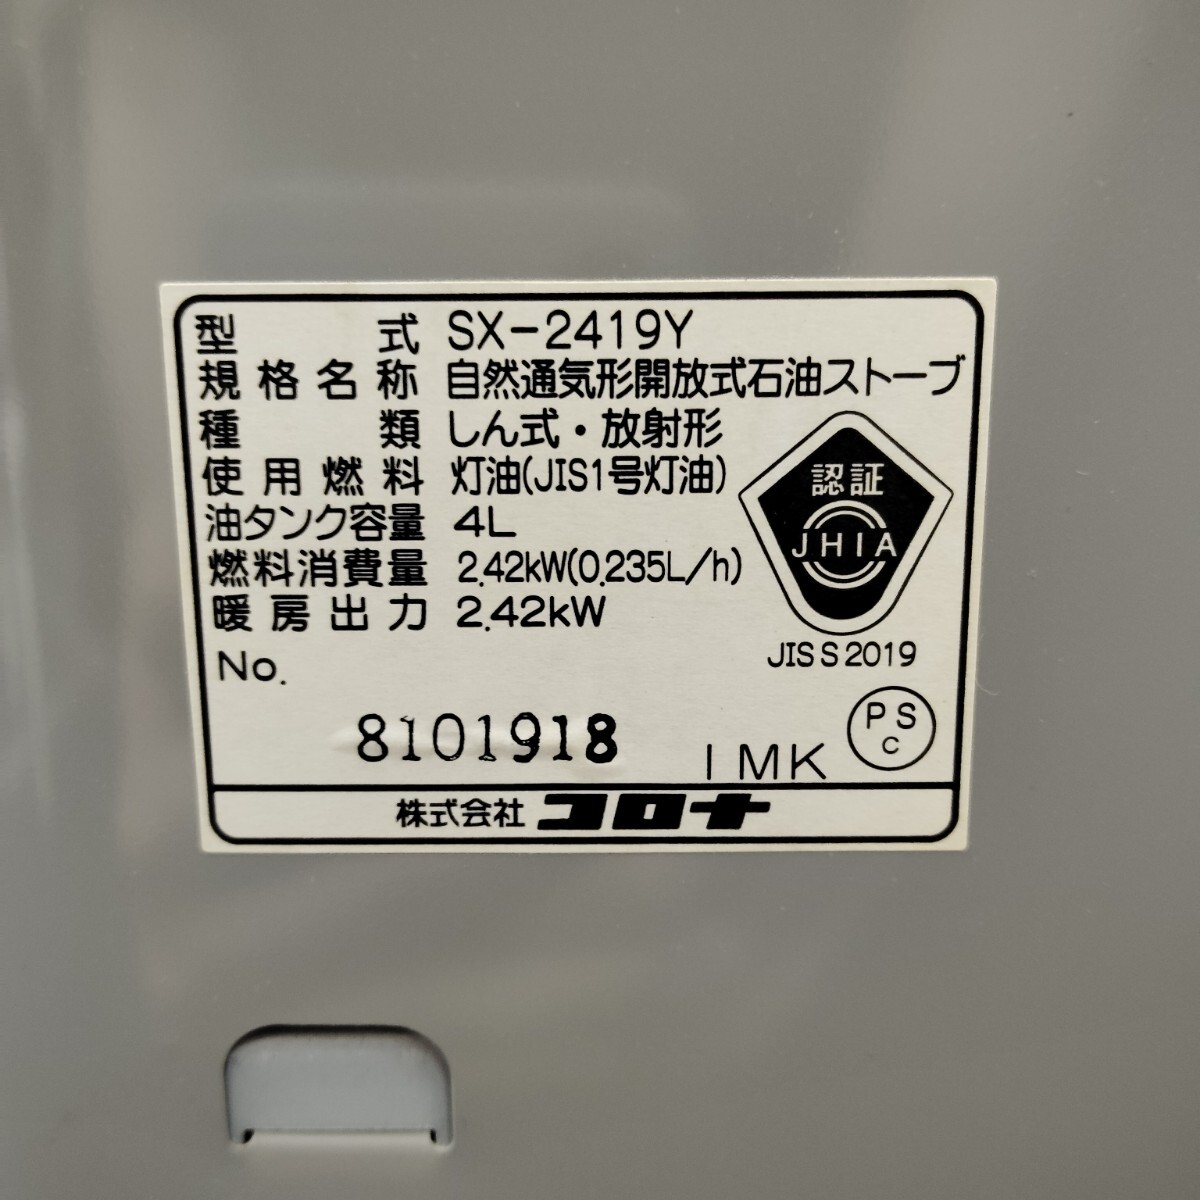 型式 SX-2419Y
規格名称 自然通気形開放式石油ストーブ
種類 しん式・放射形
使用燃料 灯油(JIS1号灯油)
油タンク容量 4L
燃料消費量 2.42kW(0.235L/h)
暖房出力 2.42kW
認証
JHIA
JIS S 2019
No.
8101918
1MK
PS
C
株式会社 コロナ